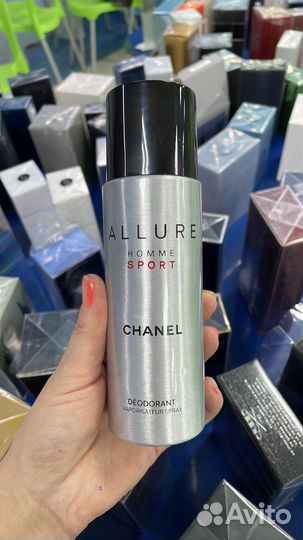 ALLURE
HOMME
SPORT
CHANEL
DÉODORANT
VAPORISATEUR SPRAY
Avito